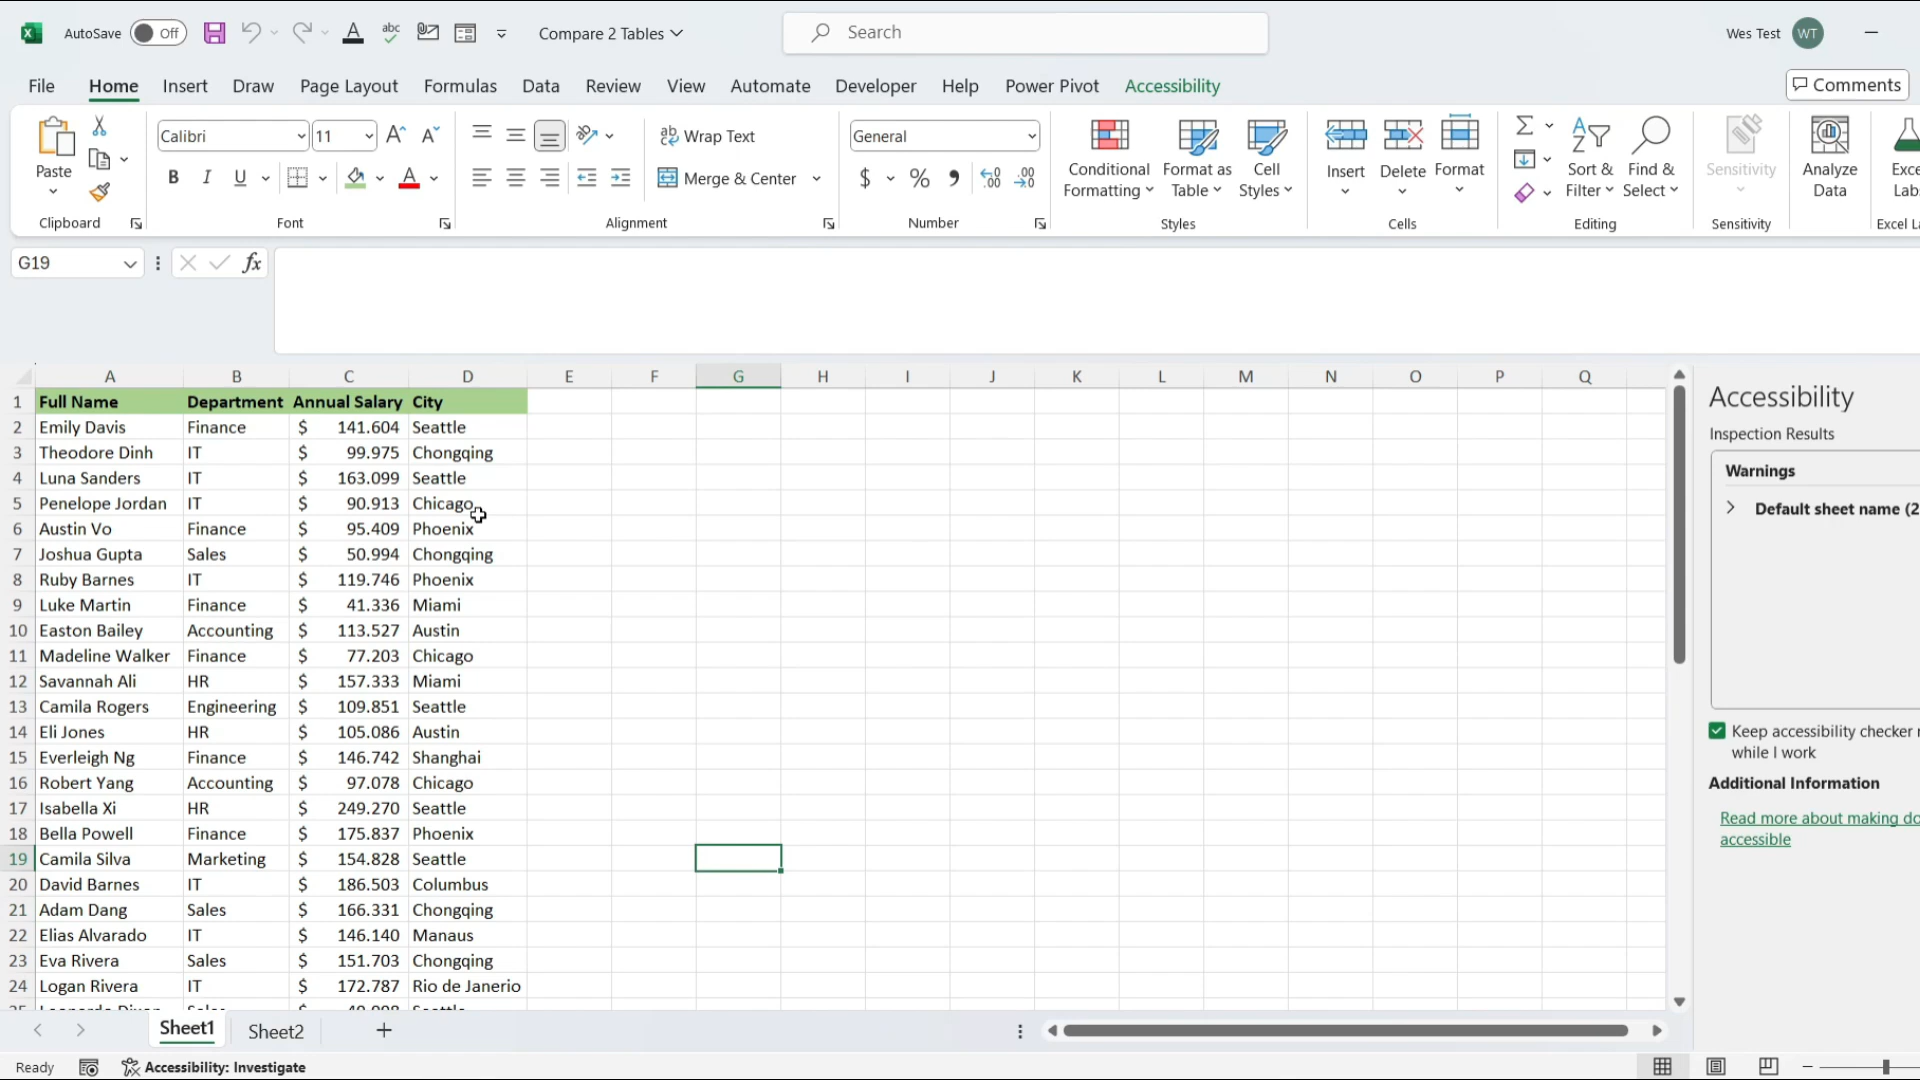 AutoSave Off Compare 2 Tables Search Wes Test WT
File Home Insert Draw Page Layout Formulas Data Review View Automate Developer Help Power Pivot Accessibility Comments
Paste
Clipboard
Calibri 11
B I U
Font
ab Wrap Text
Merge & Center
Alignment
General
$ % 9
Number
Conditional Formatting
Format as Table
Cell Styles
Styles
Insert Delete Format
Cells
Sort & Filter
Find & Select
Editing
Sensitivity
Sensitivity
Analyze Data
G19 fx
A B C D E F G H I J K L M N O P Q
1 Full Name Department Annual Salary City
2 Emily Davis Finance $ 141.604 Seattle
3 Theodore Dinh IT $ 99.975 Chongqing
4 Luna Sanders IT $ 163.099 Seattle
5 Penelope Jordan IT $ 90.913 Chicago
6 Austin Vo Finance $ 95.409 Phoenix
7 Joshua Gupta Sales $ 50.994 Chongqing
8 Ruby Barnes IT $ 119.746 Phoenix
9 Luke Martin Finance $ 41.336 Miami
10 Easton Bailey Accounting $ 113.527 Austin
11 Madeline Walker Finance $ 77.203 Chicago
12 Savannah Ali HR $ 157.333 Miami
13 Camila Rogers Engineering $ 109.851 Seattle
14 Eli Jones HR $ 105.086 Austin
15 Everleigh Ng Finance $ 146.742 Shanghai
16 Robert Yang Accounting $ 97.078 Chicago
17 Isabella Xi HR $ 249.270 Seattle
18 Bella Powell Finance $ 175.837 Phoenix
19 Camila Silva Marketing $ 154.828 Seattle
20 David Barnes IT $ 186.503 Columbus
21 Adam Dang Sales $ 166.331 Chongqing
22 Elias Alvarado IT $ 146.140 Manaus
23 Eva Rivera Sales $ 151.703 Chongqing
24 Logan Rivera IT $ 172.787 Rio de Janerio
Accessibility
Inspection Results
Warnings
Default sheet name (2
Keep accessibility checker
while I work
Additional Information
Read more about making
accessible
Sheet1 Sheet2
Ready Accessibility: Investigate